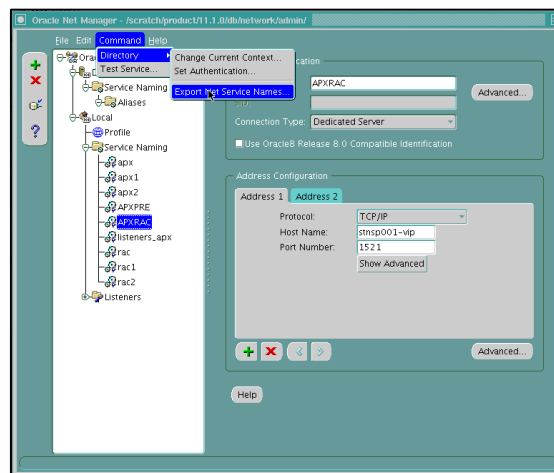 Oracle Net Manager - /scratch/product/11.1.0/db/network/admin/
File Edit Command Help
Directory
Test Service...
Change Current Context...
Set Authentication...
Export Net Service Names...
Service Naming
Aliases
Local
Profile
Service Naming
apx
apx1
apx2
APXPRE
APXRAC
listeners_apx
rac
rac1
rac2
Listeners
APXRAC
Advanced...
Connection Type: Dedicated Server
Use Oracle8 Release 8.0 Compatible Identification
Address Configuration
Address 1 Address 2
Protocol: TCP/IP
Host Name: stnsp001-vip
Port Number: 1521
Show Advanced
Advanced...
Help